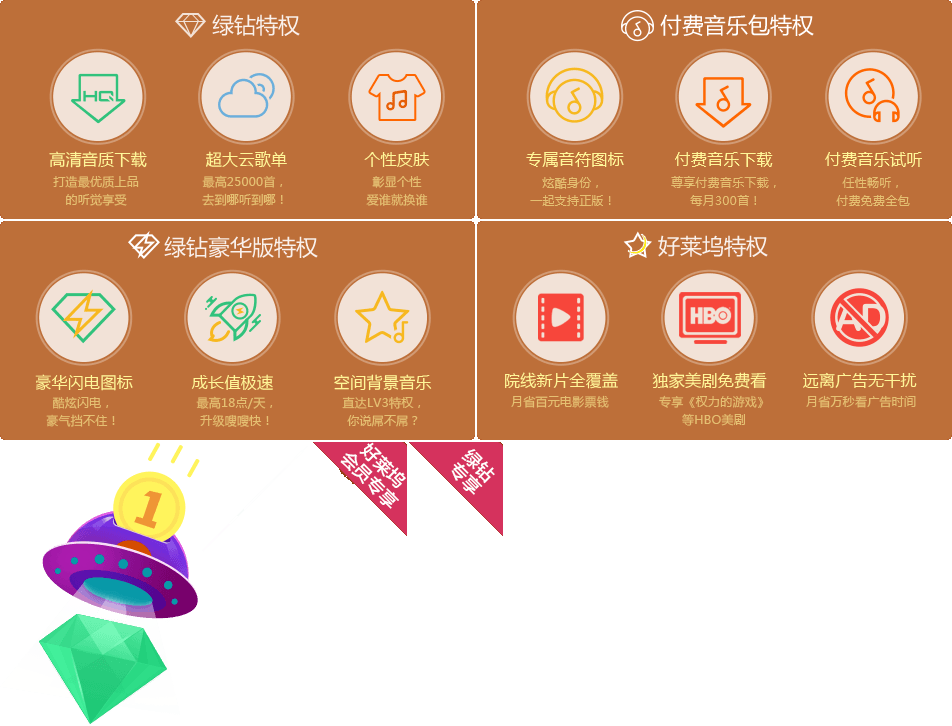 绿钻特权
HQ
高清音质下载
打造最优质上品
的听觉享受
超大云歌单
最高25000首，
去到哪听到哪！
个性皮肤
彰显个性
爱谁就换谁
付费音乐包特权
专属音符图标
炫酷身份，
一起支持正版！
付费音乐下载
尊享付费音乐下载，
每月300首！
付费音乐试听
任性畅听，
付费免费全包
绿钻豪华版特权
豪华闪电图标
酷炫闪电，
豪气挡不住！
成长值极速
最高18点/天，
升级嗖嗖快！
空间背景音乐
直达LV3特权，
你说屌不屌？
好莱坞特权
院线新片全覆盖
月省百元电影票钱
HBO
独家美剧免费看
专享《权力的游戏》
等HBO美剧
AD
远离广告无干扰
月省万秒看广告时间
1
好莱坞
会员专享
绿钻
专享